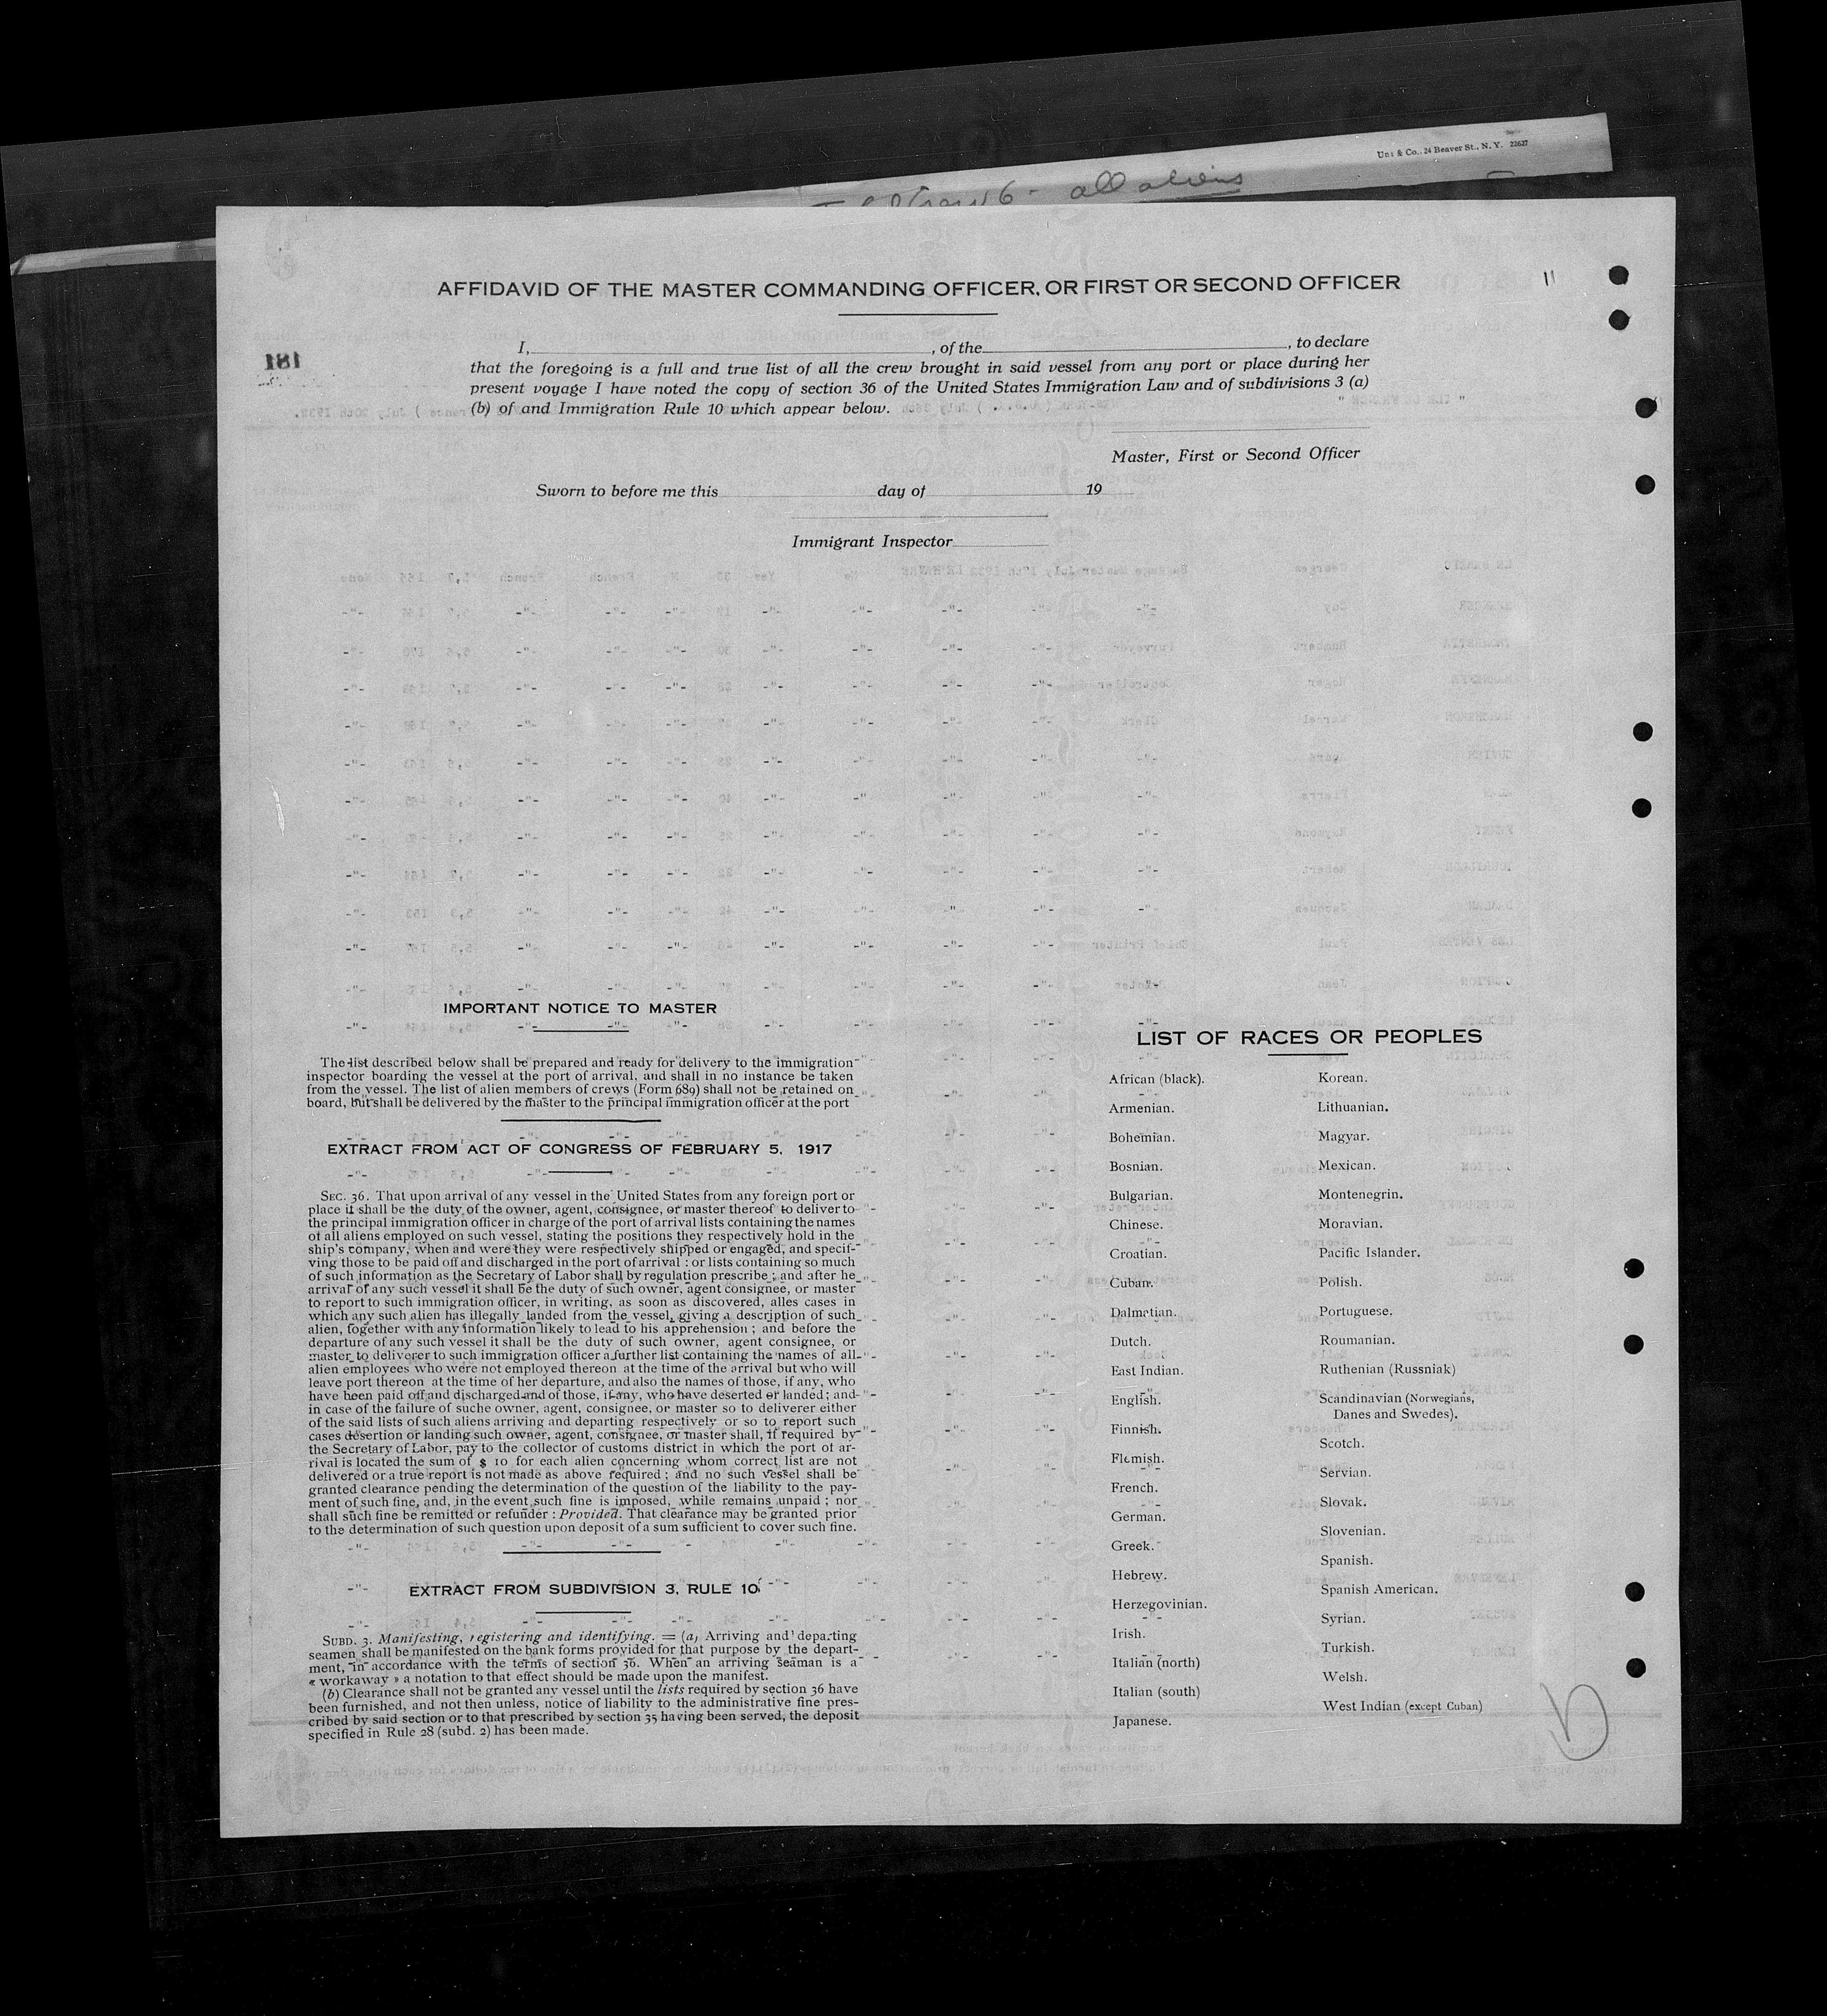 24 Beaver St., N.Y. 22627
all aliens
AFFIDAVID OF THE MASTER COMMANDING OFFICER, OR FIRST OR SECOND OFFICER
11
181
I, , of the , to declare
that the foregoing is a full and true list of all the crew brought in said vessel from any port or place during her
present voyage I have noted the copy of section 36 of the United States Immigration Law and of subdivisions 3 (a)
(b) of and Immigration Rule 10 which appear below.
Master, First or Second Officer
Sworn to before me this day of 19
Immigrant Inspector
IMPORTANT NOTICE TO MASTER
The list described below shall be prepared and ready for delivery to the immigration
inspector boarding the vessel at the port of arrival, and shall in no instance be taken
from the vessel. The list of alien members of crews (Form 689) shall not be retained on
board, but shall be delivered by the master to the principal immigration officer at the port
EXTRACT FROM ACT OF CONGRESS OF FEBRUARY 5, 1917
SEC. 36. That upon arrival of any vessel in the United States from any foreign port or
place it shall be the duty of the owner, agent, consignee, or master thereof to deliver to
the principal immigration officer in charge of the port of arrival lists containing the names
of all aliens employed on such vessel, stating the positions they respectively hold in the
ship's company, when and were they were respectively shipped or engaged, and specif-
ving those to be paid off and discharged in the port of arrival : or lists containing so much
of such information as the Secretary of Labor shall by regulation prescribe ; and after he
arrival of any such vessel it shall be the duty of such owner, agent consignee, or master
to report to such immigration officer, in writing, as soon as discovered, alles cases in
which any such alien has illegally landed from the vessel, giving a description of such
alien, together with any information likely to lead to his apprehension ; and before the
departure of any such vessel it shall be the duty of such owner, agent consignee, or
master to deliverer to such immigration officer a further list containing the names of all
alien employees who were not employed thereon at the time of the arrival but who will
leave port thereon at the time of her departure, and also the names of those, if any, who
have been paid off and discharged and of those, if any, who have deserted or landed; and
in case of the failure of suche owner, agent, consignee, or master so to deliverer either
of the said lists of such aliens arriving and departing respectively or so to report such
cases desertion or landing such owner, agent, consignee, or master shall, if required by
the Secretary of Labor, pay to the collector of customs district in which the port of ar-
rival is located the sum of $ 10 for each alien concerning whom correct list are not
delivered or a true report is not made as above required ; and no such vessel shall be
granted clearance pending the determination of the question of the liability to the pay-
ment of such fine, and, in the event such fine is imposed, while remains unpaid ; nor
shall such fine be remitted or refunder : Provided. That clearance may be granted prior
to the determination of such question upon deposit of a sum sufficient to cover such fine.
EXTRACT FROM SUBDIVISION 3, RULE 10
SUBD. 3. Manifesting, registering and identifying. = (a) Arriving and departing
seamen shall be manifested on the bank forms provided for that purpose by the depart-
ment, in accordance with the terms of section 36. When an arriving seaman is a
« workaway » a notation to that effect should be made upon the manifest.
(b) Clearance shall not be granted any vessel until the lists required by section 36 have
been furnished, and not then unless, notice of liability to the administrative fine pres-
cribed by said section or to that prescribed by section 35 having been served, the deposit
specified in Rule 28 (subd. 2) has been made.
LIST OF RACES OR PEOPLES
African (black).
Armenian.
Bohemian.
Bosnian.
Bulgarian.
Chinese.
Croatian.
Cuban.
Dalmatian.
Dutch.
East Indian.
English.
Finnish.
Flemish.
French.
German.
Greek.
Hebrew.
Herzegovinian.
Irish.
Italian (north)
Italian (south)
Japanese.
Korean.
Lithuanian.
Magyar.
Mexican.
Montenegrin.
Moravian.
Pacific Islander.
Polish.
Portuguese.
Roumanian.
Ruthenian (Russniak)
Scandinavian (Norwegians,
Danes and Swedes).
Scotch.
Servian.
Slovak.
Slovenian.
Spanish.
Spanish American.
Syrian.
Turkish.
Welsh.
West Indian (except Cuban)